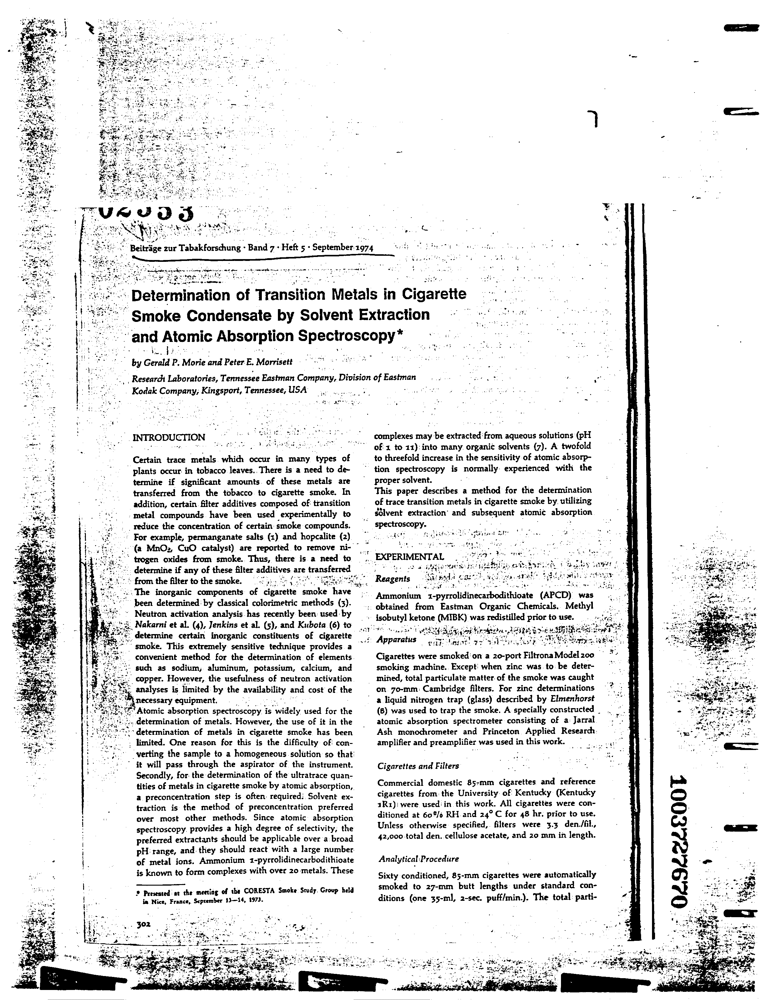 Beiträge zur Tabakforschung · Band 7 · Heft 5 · September 1974
Determination of Transition Metals in Cigarette
Smoke Condensate by Solvent Extraction
and Atomic Absorption Spectroscopy*
by Gerald P. Morie and Peter E. Morrisett
Research Laboratories, Tennessee Eastman Company, Division of Eastman
Kodak Company, Kingsport, Tennessee, USA
INTRODUCTION
Certain trace metals which occur in many types of
plants occur in tobacco leaves. There is a need to de-
termine if significant amounts of these metals are
transferred from the tobacco to cigarette smoke. In
addition, certain filter additives composed of transition
metal compounds have been used experimentally to
reduce the concentration of certain smoke compounds.
For example, permanganate salts (1) and hopcalite (2)
(a MnO₂, CuO catalyst) are reported to remove ni-
trogen oxides from smoke. Thus, there is a need to
determine if any of these filter additives are transferred
from the filter to the smoke.
The inorganic components of cigarette smoke have
been determined by classical colorimetric methods (3).
Neutron activation analysis has recently been used by
Nakarni et al. (4), Jenkins et al. (5), and Kubota (6) to
determine certain inorganic constituents of cigarette
smoke. This extremely sensitive technique provides a
convenient method for the determination of elements
such as sodium, aluminum, potassium, calcium, and
copper. However, the usefulness of neutron activation
analyses is limited by the availability and cost of the
necessary equipment.
Atomic absorption spectroscopy is widely used for the
determination of metals. However, the use of it in the
determination of metals in cigarette smoke has been
limited. One reason for this is the difficulty of con-
verting the sample to a homogeneous solution so that
it will pass through the aspirator of the instrument.
Secondly, for the determination of the ultratrace quan-
tities of metals in cigarette smoke by atomic absorption,
a preconcentration step is often required. Solvent ex-
traction is the method of preconcentration preferred
over most other methods. Since atomic absorption
spectroscopy provides a high degree of selectivity, the
preferred extractants should be applicable over a broad
pH range, and they should react with a large number
of metal ions. Ammonium 1-pyrrolidinecarbodithioate
is known to form complexes with over 20 metals. These
* Presented at the meeting of the CORESTA Smoke Study Group held
in Nice, France, September 13—14, 1973.
302
complexes may be extracted from aqueous solutions (pH
of 1 to 11) into many organic solvents (7). A twofold
to threefold increase in the sensitivity of atomic absorp-
tion spectroscopy is normally experienced with the
proper solvent.
This paper describes a method for the determination
of trace transition metals in cigarette smoke by utilizing
solvent extraction and subsequent atomic absorption
spectroscopy.
EXPERIMENTAL
Reagents
Ammonium 1-pyrrolidinecarbodithioate (APCD) was
obtained from Eastman Organic Chemicals. Methyl
isobutyl ketone (MIBK) was redistilled prior to use.
Apparatus
Cigarettes were smoked on a 20-port Filtrona Model 200
smoking machine. Except when zinc was to be deter-
mined, total particulate matter of the smoke was caught
on 70-mm Cambridge filters. For zinc determinations
a liquid nitrogen trap (glass) described by Elmenhorst
(8) was used to trap the smoke. A specially constructed
atomic absorption spectrometer consisting of a Jarral
Ash monochrometer and Princeton Applied Research
amplifier and preamplifier was used in this work.
Cigarettes and Filters
Commercial domestic 85-mm cigarettes and reference
cigarettes from the University of Kentucky (Kentucky
1R1) were used in this work. All cigarettes were con-
ditioned at 60% RH and 24° C for 48 hr. prior to use.
Unless otherwise specified, filters were 3.3 den./fil.,
42,000 total den. cellulose acetate, and 20 mm in length.
Analytical Procedure
Sixty conditioned, 85-mm cigarettes were automatically
smoked to 27-mm butt lengths under standard con-
ditions (one 35-ml, 2-sec. puff/min.). The total parti-
1003727670